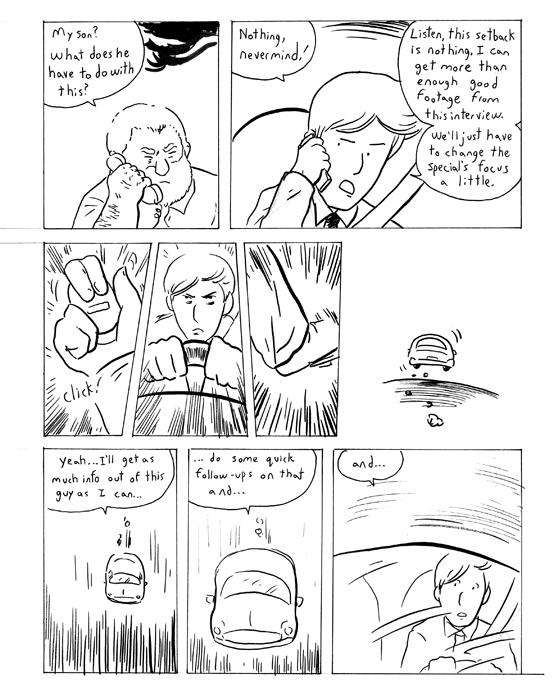 My son?
What does he
have to do with
this?
Nothing,
nevermind!
Listen, this setback
is nothing. I can
get more than
enough good
footage from
this interview.
We'll just have
to change the
special's focus
a little.
click!
yeah...I'll get as
much info out of this
guy as I can...
... do some quick
follow-ups on that
and...
and...